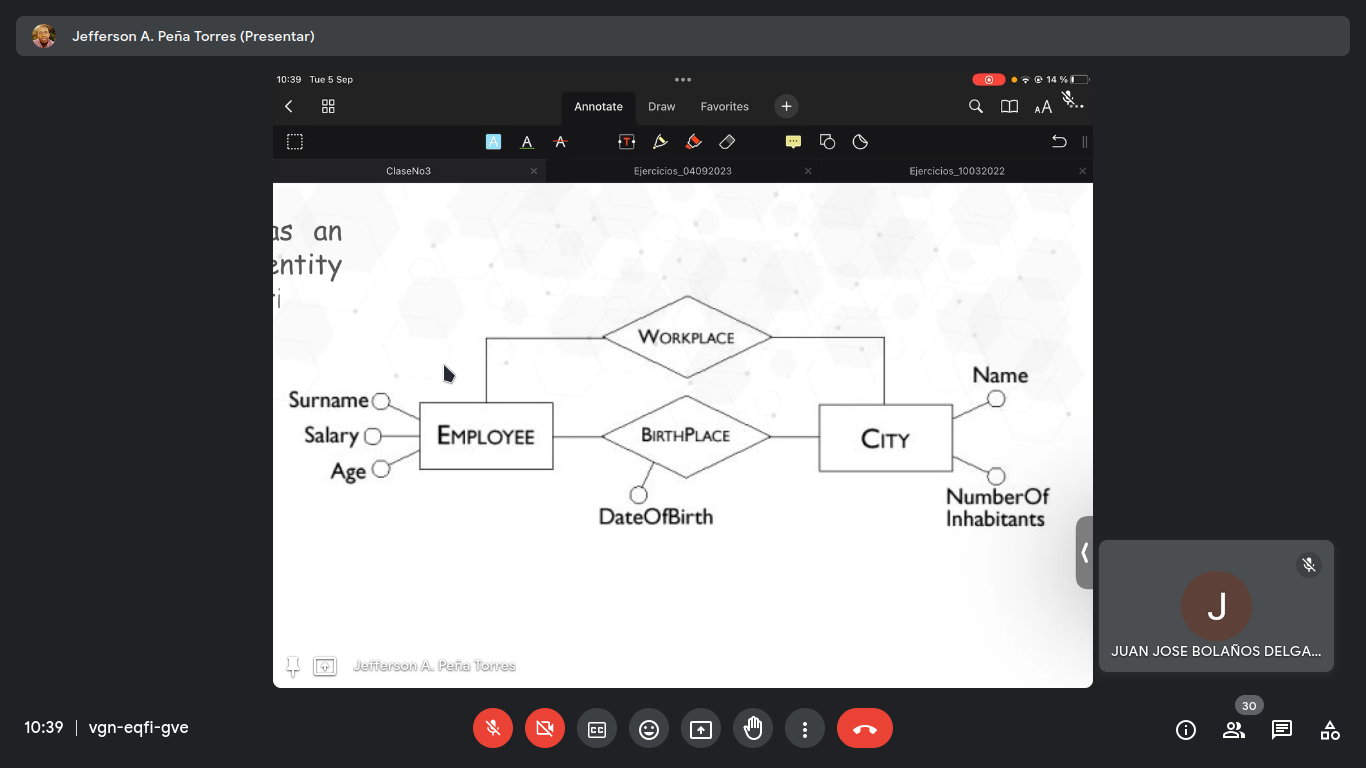 Jefferson A. Peña Torres (Presentar)
10:39 Tue 5 Sep
14 %
Annotate Draw Favorites
AA
A A A T
ClaseNo3 Ejercicios_04092023 Ejercicios_10032022
as an
entity
WORKPLACE
Name
Surname
Salary EMPLOYEE BIRTHPLACE CITY
Age
DateOfBirth
NumberOf
Inhabitants
J
JUAN JOSE BOLAÑOS DELGA...
Jefferson A. Peña Torres
30
10:39 | vgn-eqfi-gve
CC